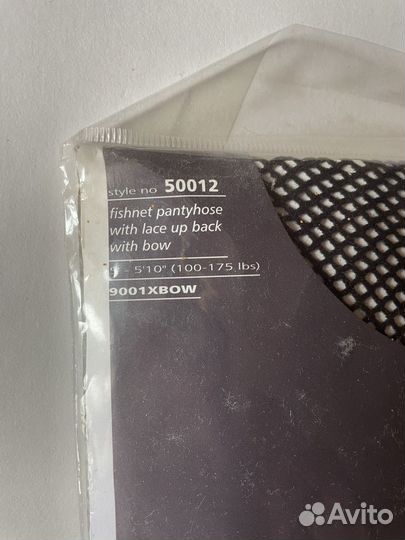 style no 50012
fishnet pantyhose
with lace up back
with bow
- 5'10" (100-175 lbs)
9001XBOW
Avito